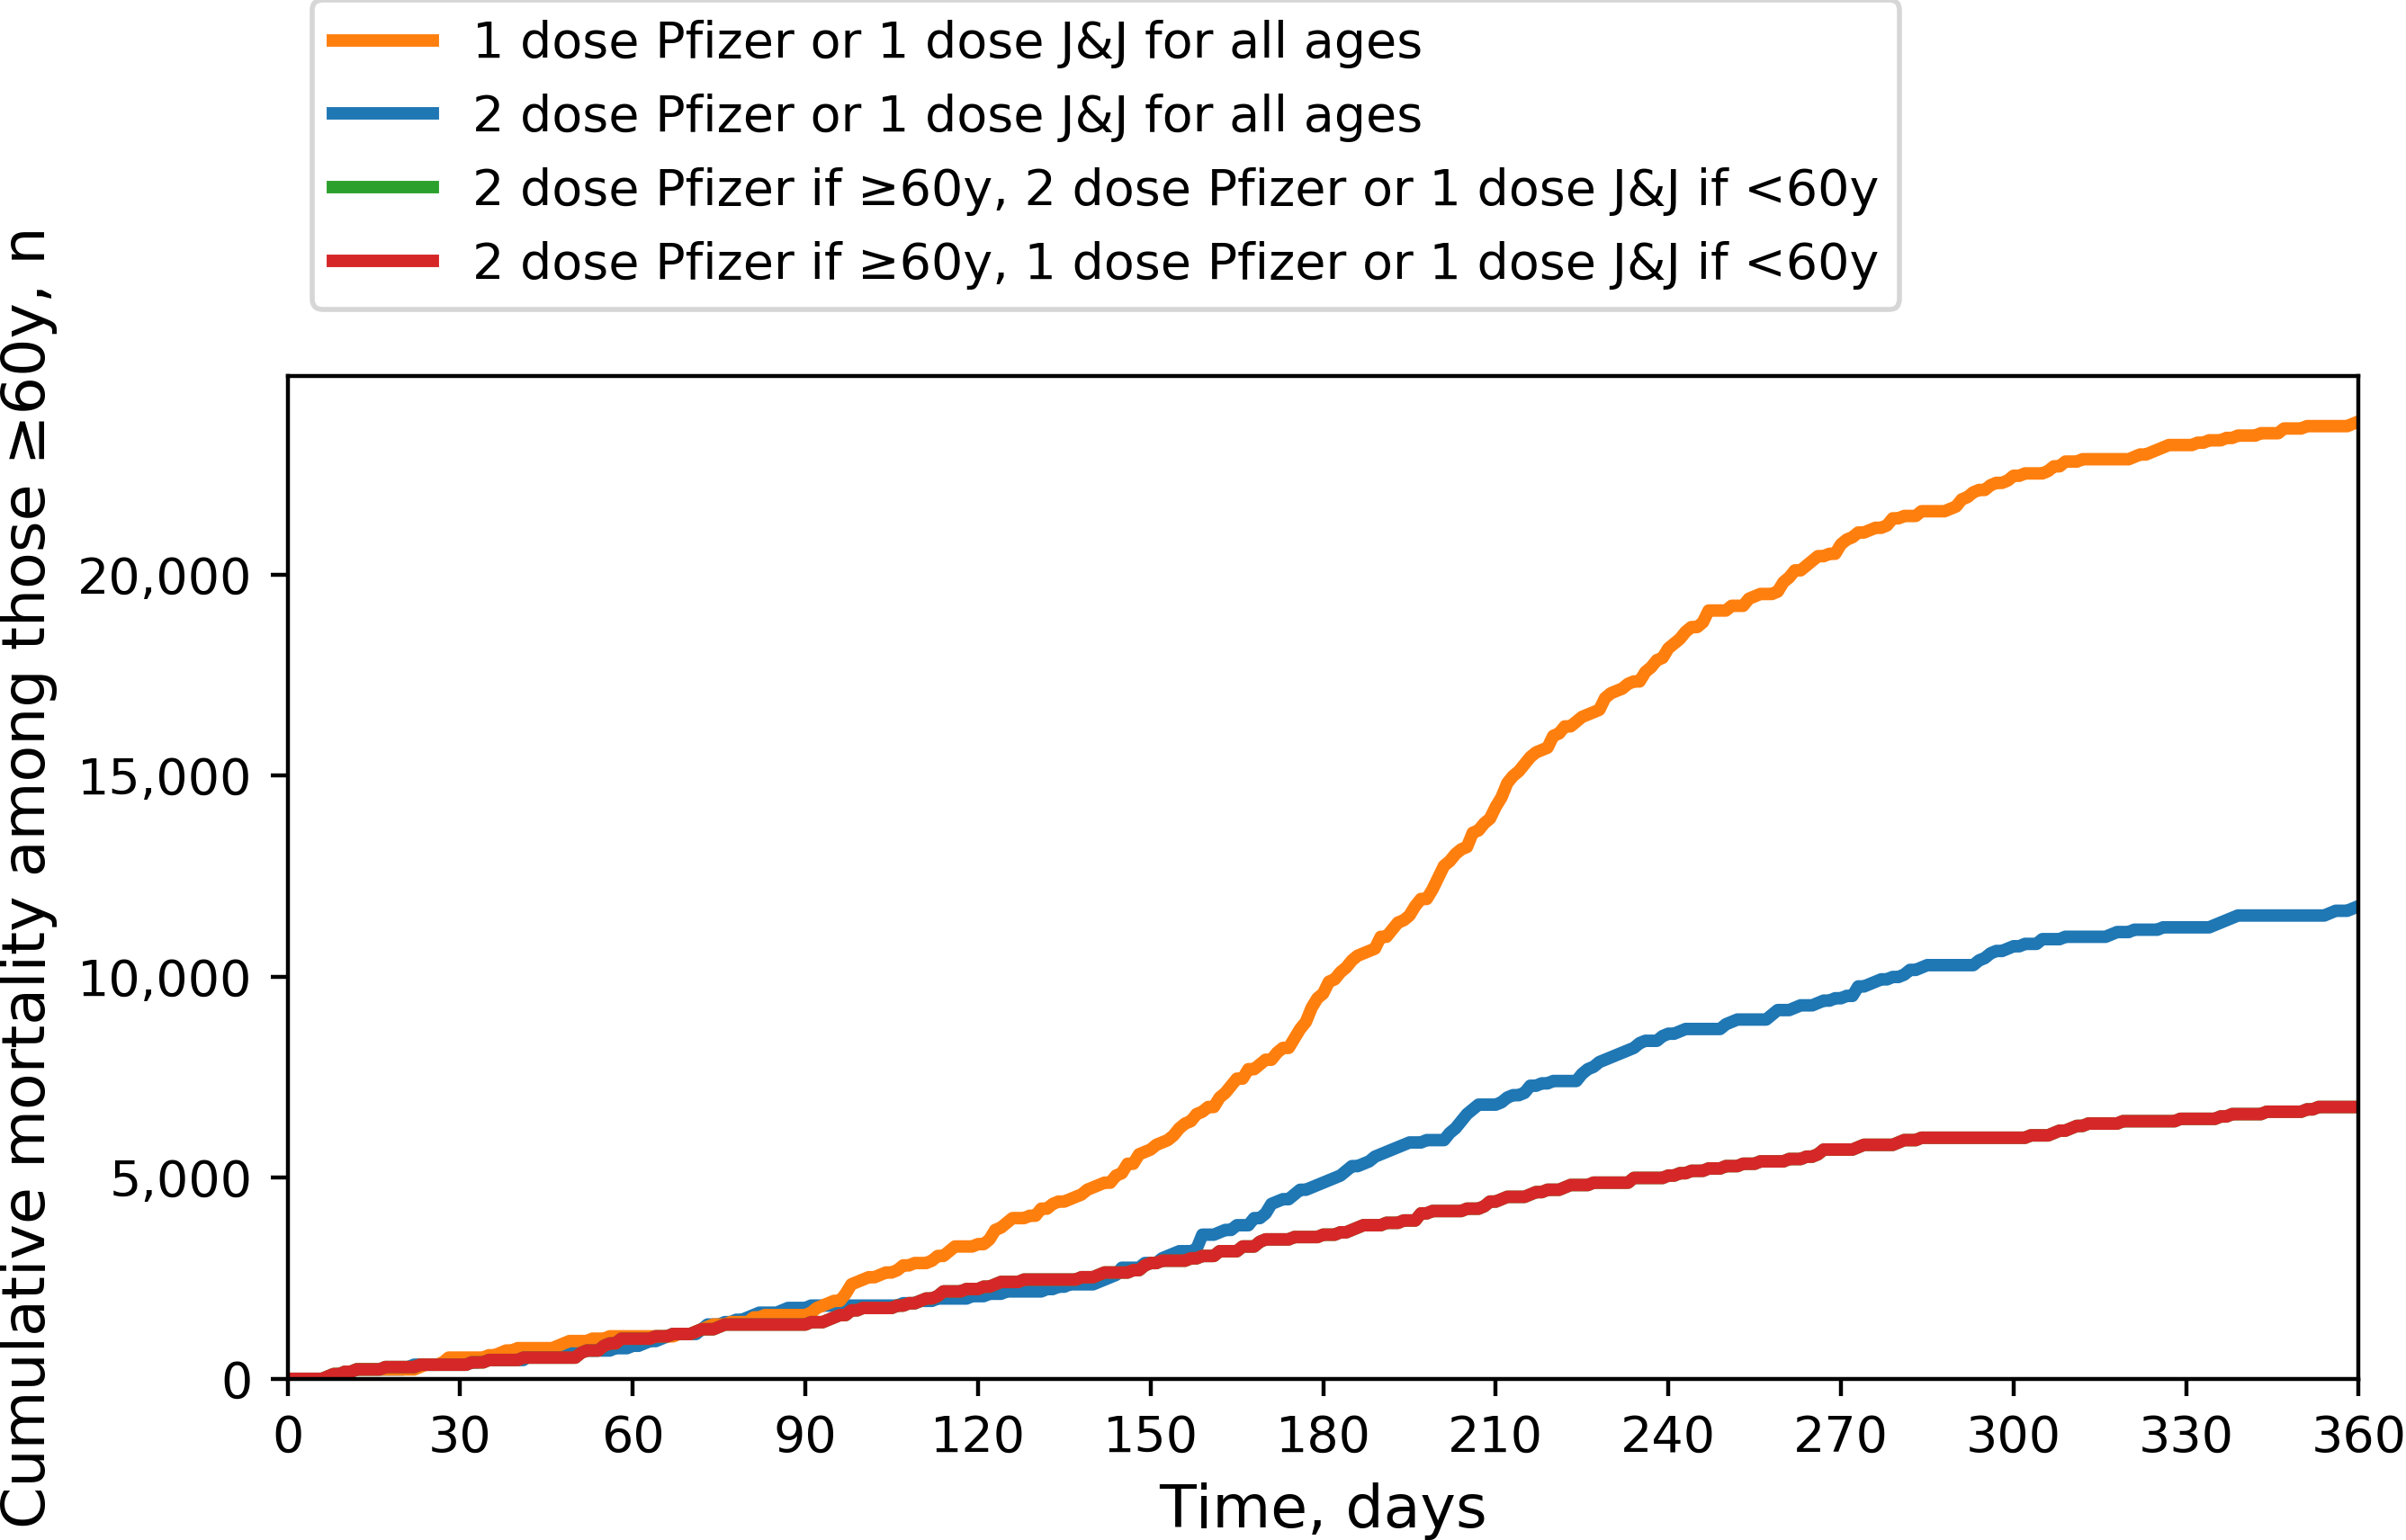 1 dose Pfizer or 1 dose J&J for all ages
2 dose Pfizer or 1 dose J&J for all ages
2 dose Pfizer if ≥60y, 2 dose Pfizer or 1 dose J&J if <60y
2 dose Pfizer if ≥60y, 1 dose Pfizer or 1 dose J&J if <60y
Cumulative mortality among those ≥60y, n
20,000
15,000
10,000
5,000
0
0 30 60 90 120 150 180 210 240 270 300 330 360
Time, days